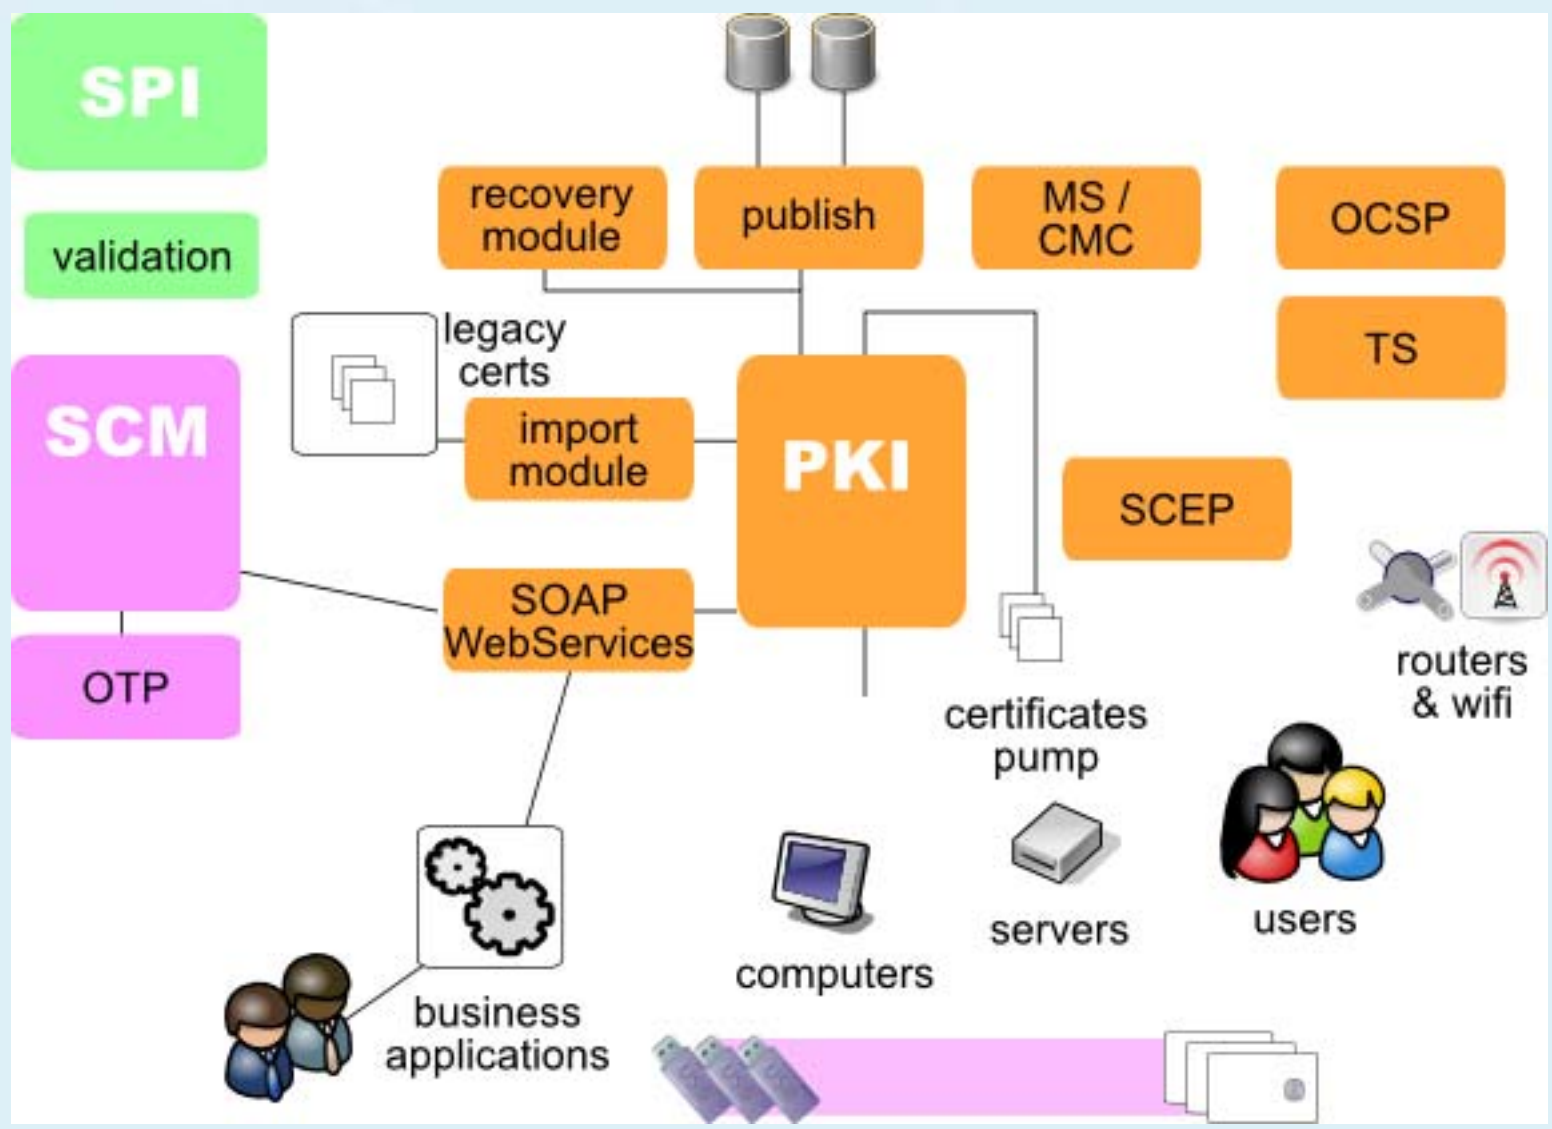 SPI
validation
recovery
module
publish
MS /
CMC
OCSP
TS
legacy
certs
SCM
import
module
PKI
SCEP
SOAP
WebServices
OTP
routers
& wifi
certificates
pump
users
servers
computers
business
applications